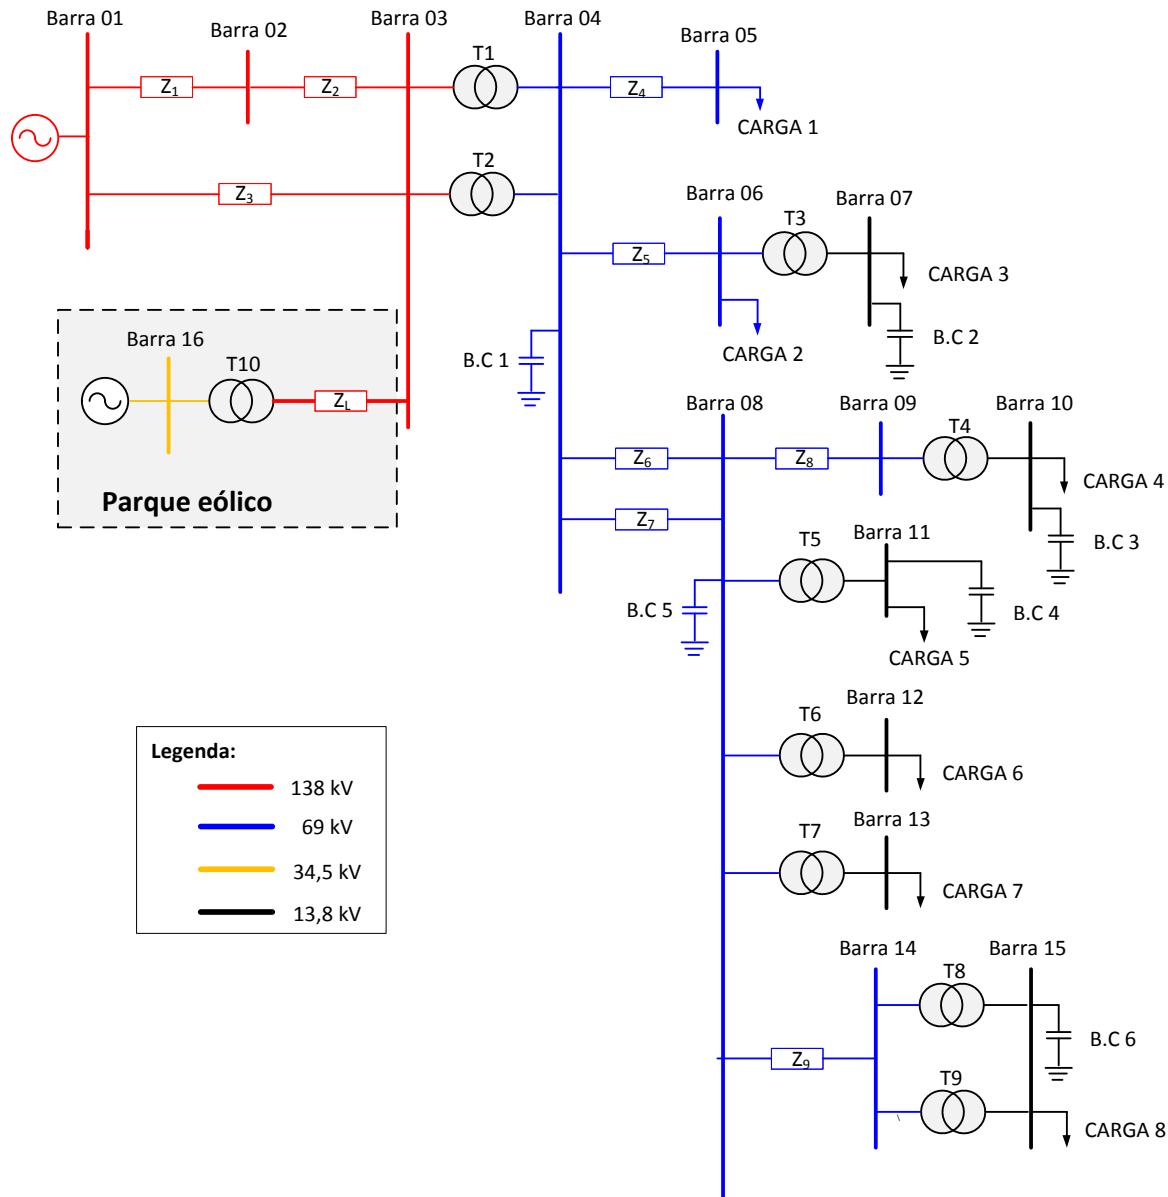 Barra 01
Barra 02
Barra 03
Barra 04
Barra 05
T1
Z1
Z2
Z4
CARGA 1
T2
Z3
Barra 06
Barra 07
T3
Z5
CARGA 3
CARGA 2
B.C 2
B.C 1
Barra 16
T10
ZL
Parque eólico
Barra 08
Barra 09
Barra 10
T4
Z6
Z8
CARGA 4
Z7
B.C 3
T5
Barra 11
B.C 5
B.C 4
CARGA 5
Barra 12
T6
CARGA 6
Barra 13
T7
CARGA 7
Legenda:
138 kV
69 kV
34,5 kV
13,8 kV
Barra 14
Barra 15
T8
B.C 6
Z9
T9
CARGA 8